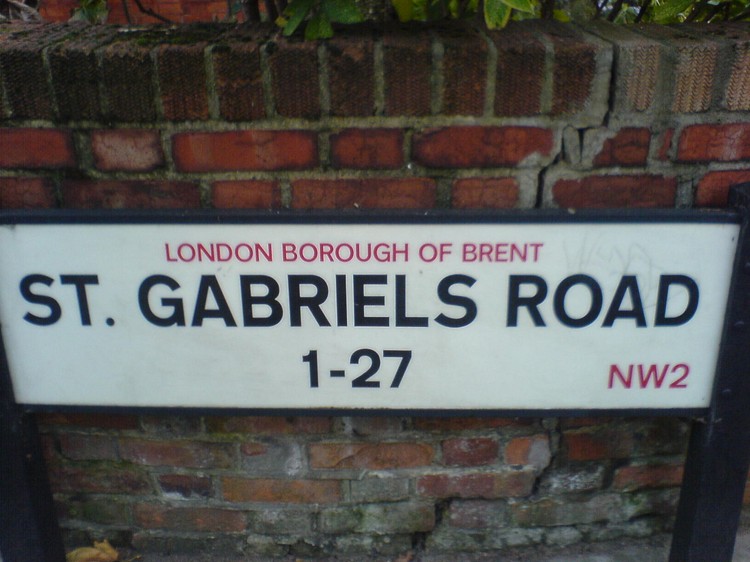 LONDON BOROUGH OF BRENT
ST. GABRIELS ROAD
1-27
NW2